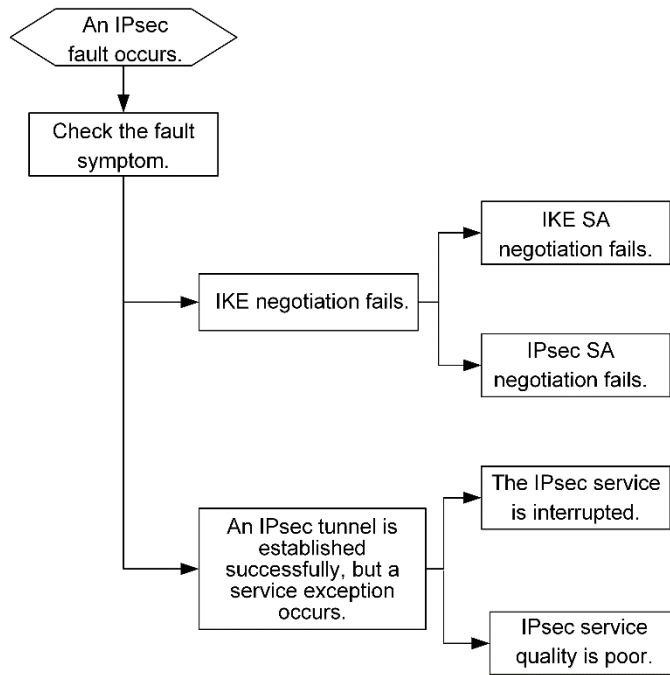 An IPsec
fault occurs.
Check the fault
symptom.
IKE SA
negotiation fails.
IKE negotiation fails.
IPsec SA
negotiation fails.
The IPsec service
is interrupted.
An IPsec tunnel is
established
successfully, but a
service exception
occurs.
IPsec service
quality is poor.